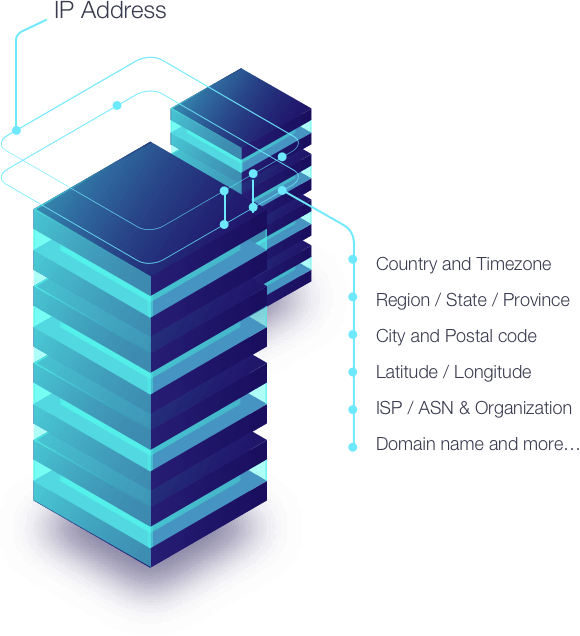 IP Address
Country and Timezone
Region / State / Province
City and Postal code
Latitude / Longitude
ISP / ASN & Organization
Domain name and more...